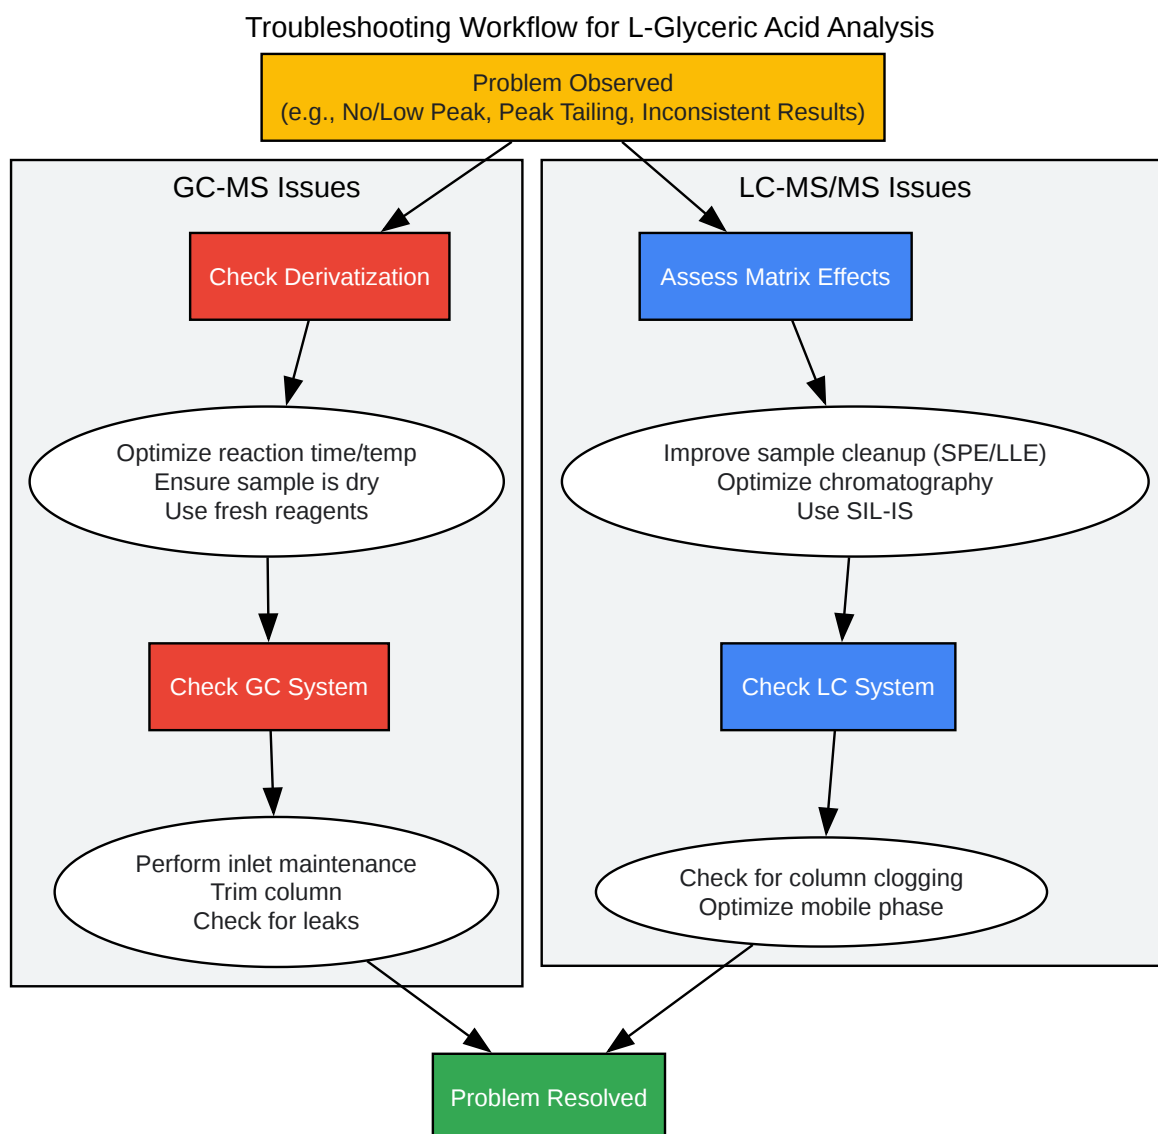 Troubleshooting Workflow for L-Glyceric Acid Analysis
Problem Observed
(e.g., No/Low Peak, Peak Tailing, Inconsistent Results)
GC-MS Issues
Check Derivatization
Optimize reaction time/temp
Ensure sample is dry
Use fresh reagents
Check GC System
Perform inlet maintenance
Trim column
Check for leaks
LC-MS/MS Issues
Assess Matrix Effects
Improve sample cleanup (SPE/LLE)
Optimize chromatography
Use SIL-IS
Check LC System
Check for column clogging
Optimize mobile phase
Problem Resolved